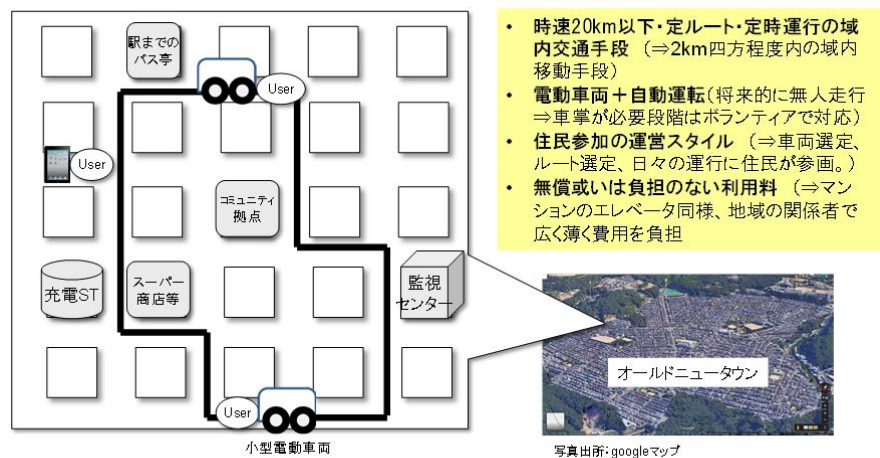 駅までの
バス亭
User
User
コミュニティ
拠点
充電ST
スーパー
商店等
監視
センター
User
小型電動車両
• 時速20km以下・定ルート・定時運行の域
内交通手段 （⇒2km四方程度内の域内
移動手段）
• 電動車両＋自動運転（将来的に無人走行
⇒車掌が必要段階はボランティアで対応）
• 住民参加の運営スタイル （⇒車両選定、
ルート選定、日々の運行に住民が参画。）
• 無償或いは負担のない利用料 （⇒マン
ションのエレベータ同様、地域の関係者で
広く薄く費用を負担
オールドニュータウン
写真出所：googleマップ